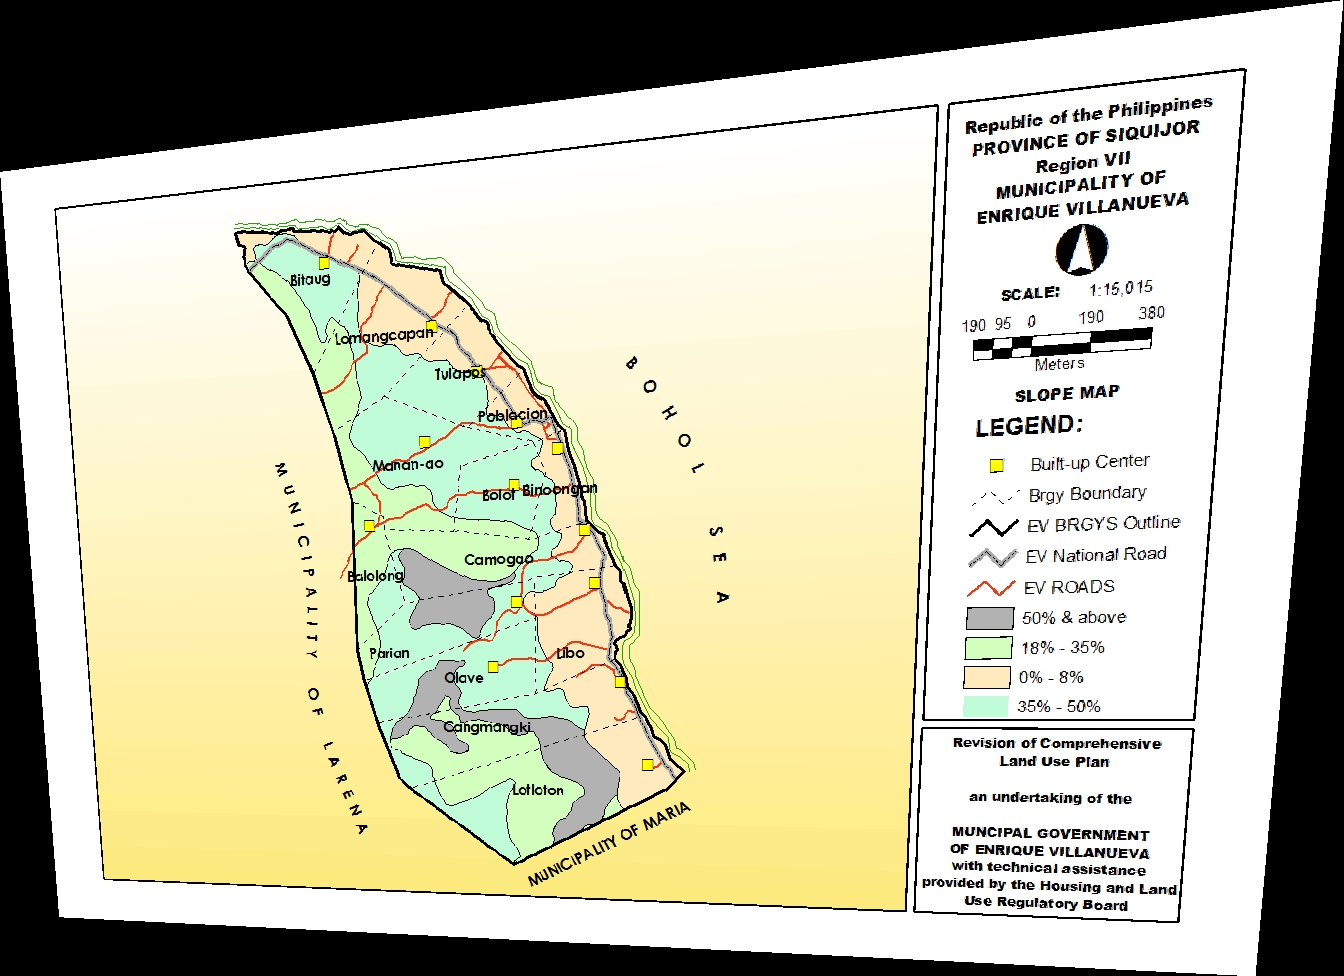 Republic of the Philippines
PROVINCE OF SIQUIJOR
Region VII
MUNICIPALITY OF
ENRIQUE VILLANUEVA
SCALE: 1:15,015
190 95 0 190 380
Meters
SLOPE MAP
LEGEND:
Built-up Center
Brgy Boundary
EV BRGYS Outline
EV National Road
EV ROADS
50% & above
18% - 35%
0% - 8%
35% - 50%
Revision of Comprehensive
Land Use Plan
an undertaking of the
MUNCIPAL GOVERNMENT
OF ENRIQUE VILLANUEVA
with technical assistance
provided by the Housing and Land
Use Regulatory Board
Bitaug
Lomangcapan
Tulapos
Poblacion
Manan-ao
Bolot
Binoongan
Camogao
Balolong
Parian
Libo
Olave
Cangmangki
Lotloton
BOHOL SEA
MUNICIPALITY OF LARENA
MUNICIPALITY OF MARIA